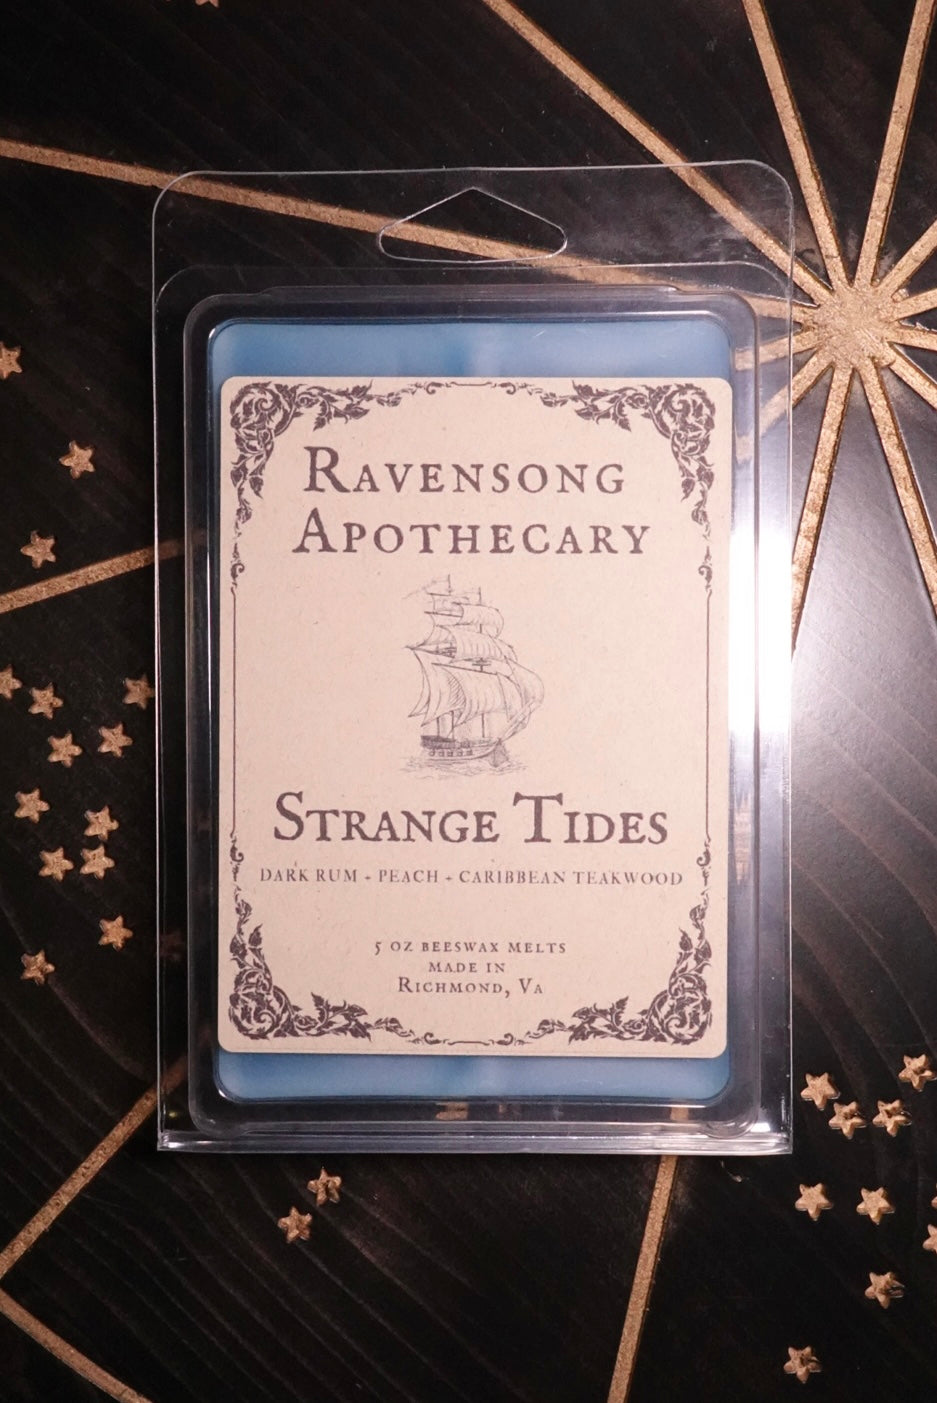 Ravensong
Apothecary
Strange Tides
DARK RUM - PEACH - CARIBBEAN TEAKWOOD
5 OZ BEESWAX MELTS
MADE IN
Richmond, Va